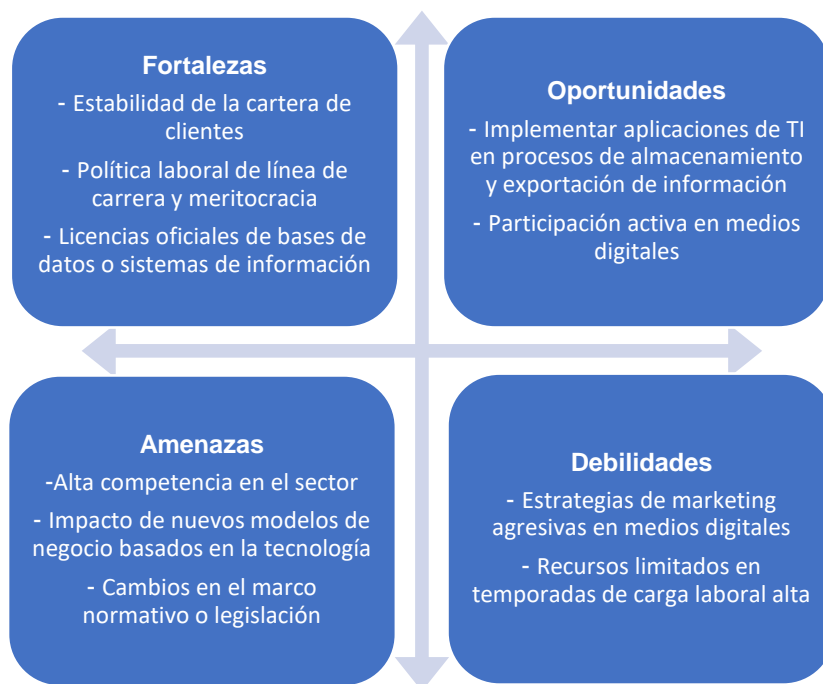 Fortalezas
- Estabilidad de la cartera de
clientes
- Política laboral de línea de
carrera y meritocracia
- Licencias oficiales de bases de
datos o sistemas de información
Oportunidades
- Implementar aplicaciones de TI
en procesos de almacenamiento
y exportación de información
- Participación activa en medios
digitales
Amenazas
-Alta competencia en el sector
- Impacto de nuevos modelos de
negocio basados en la tecnología
- Cambios en el marco
normativo o legislación
Debilidades
- Estrategias de marketing
agresivas en medios digitales
- Recursos limitados en
temporadas de carga laboral alta